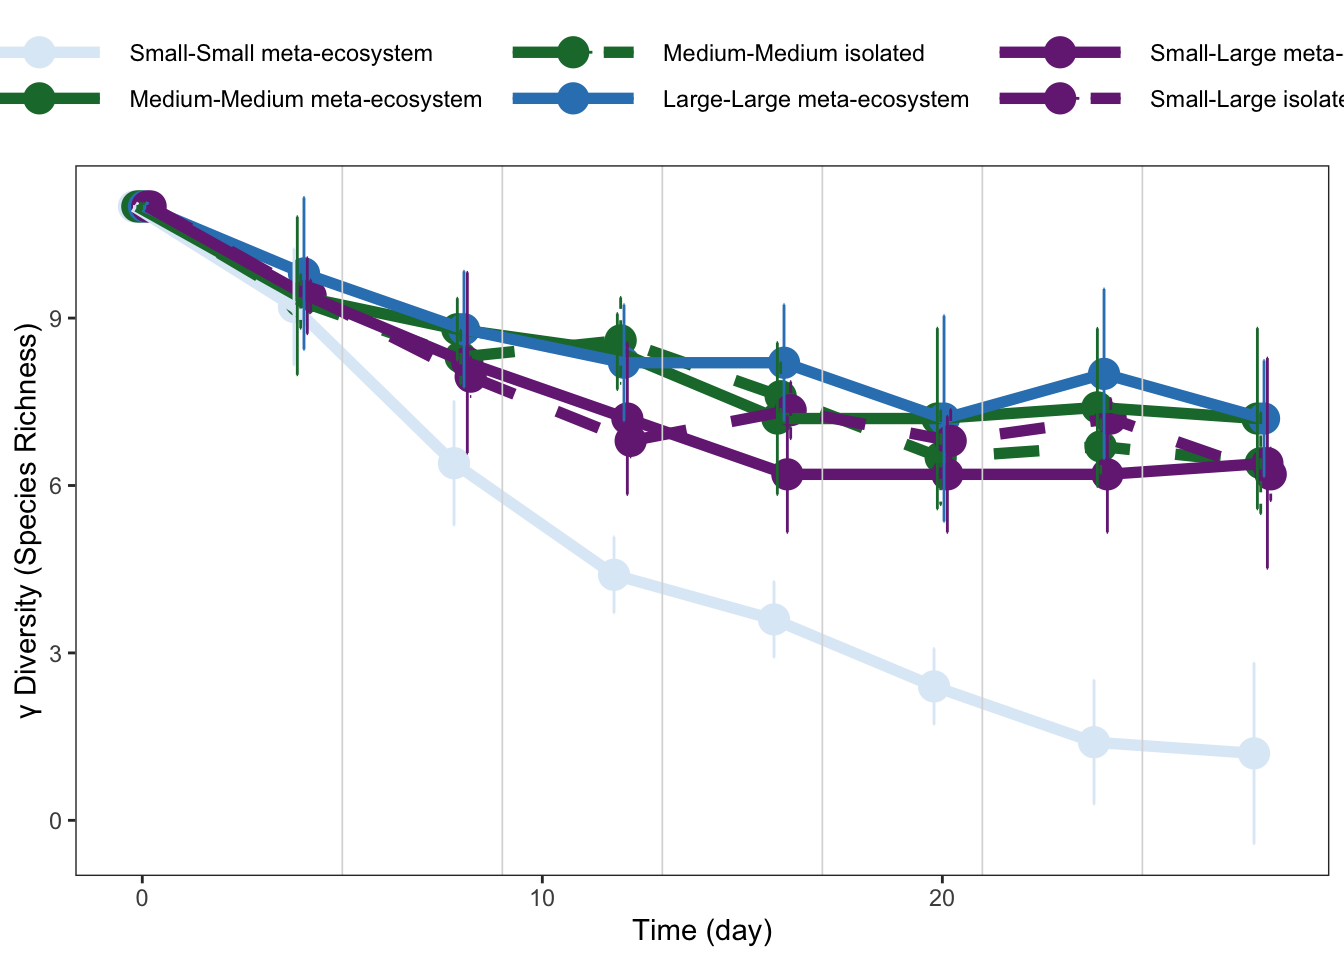 Small-Small meta-ecosystem
Medium-Medium isolated
Small-Large meta-
Medium-Medium meta-ecosystem
Large-Large meta-ecosystem
Small-Large isolate
γ Diversity (Species Richness)
9
6
3
0
0
10
20
Time (day)